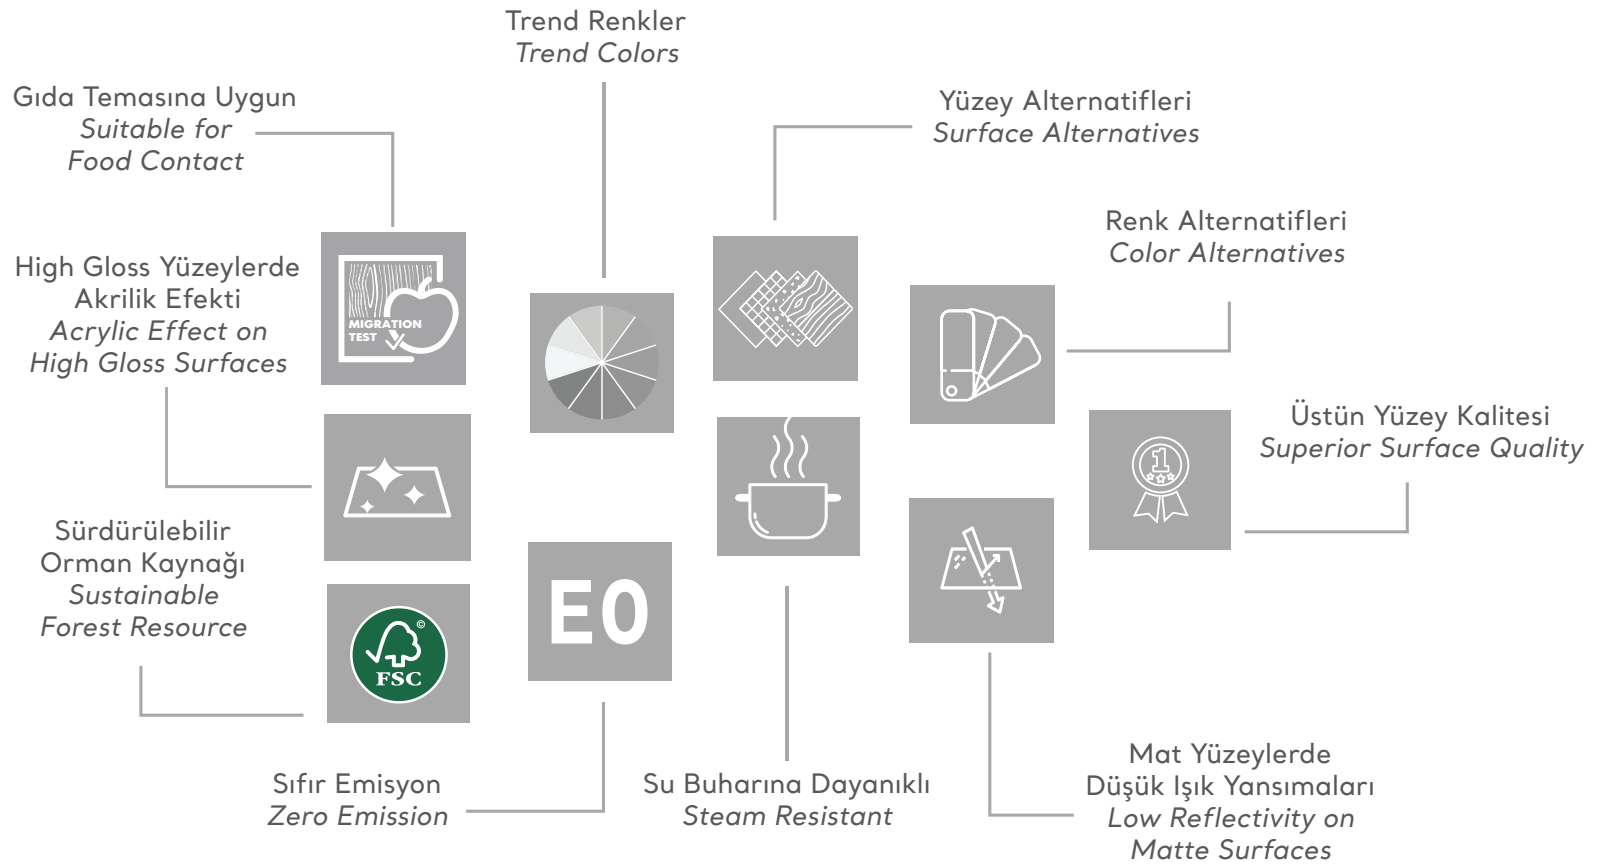 Trend Renkler
Trend Colors
Gıda Temasına Uygun
Suitable for
Food Contact
Yüzey Alternatifleri
Surface Alternatives
Renk Alternatifleri
Color Alternatives
High Gloss Yüzeylerde
Akrilik Efekti
Acrylic Effect on
High Gloss Surfaces
MIGRATION
TEST
Üstün Yüzey Kalitesi
Superior Surface Quality
1
Sürdürülebilir
Orman Kaynağı
Sustainable
Forest Resource
E0
©
FSC
Sıfır Emisyon
Zero Emission
Su Buharına Dayanıklı
Steam Resistant
Mat Yüzeylerde
Düşük Işık Yansımaları
Low Reflectivity on
Matte Surfaces